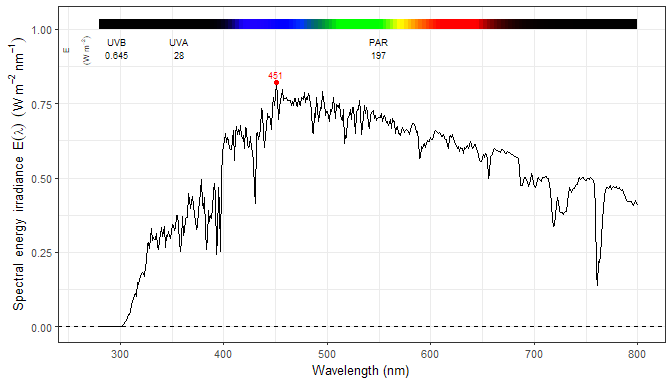 1.00
0.75
0.50
0.25
0.00
Spectral energy irradiance E(λ) (W m⁻² nm⁻¹)
E
(W m⁻²)
UVB UVA PAR
0.645 28 197
451
300 400 500 600 700 800
Wavelength (nm)